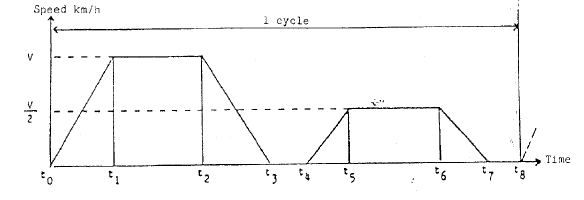 Speed km/h
1 cycle
V
V
2
t0 t1 t2 t3 t4 t5 t6 t7 t8 Time